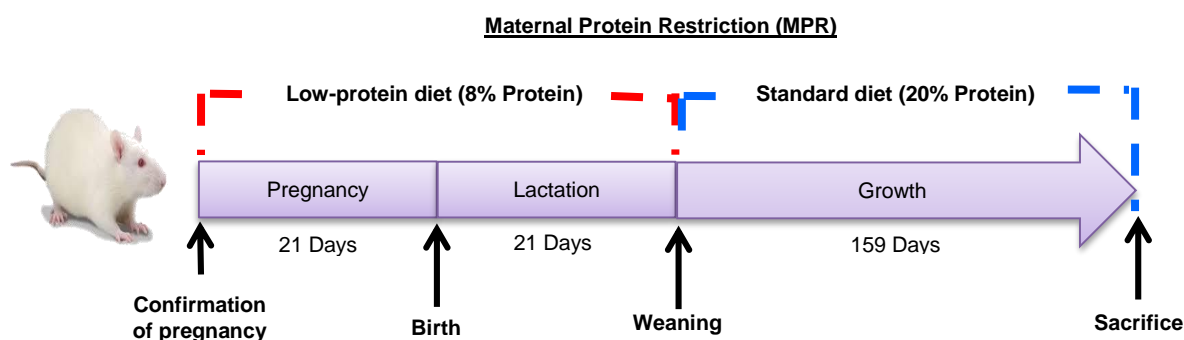 Maternal Protein Restriction (MPR)
Low-protein diet (8% Protein)
Standard diet (20% Protein)
Pregnancy
Lactation
Growth
21 Days
21 Days
159 Days
Confirmation
of pregnancy
Birth
Weaning
Sacrifice